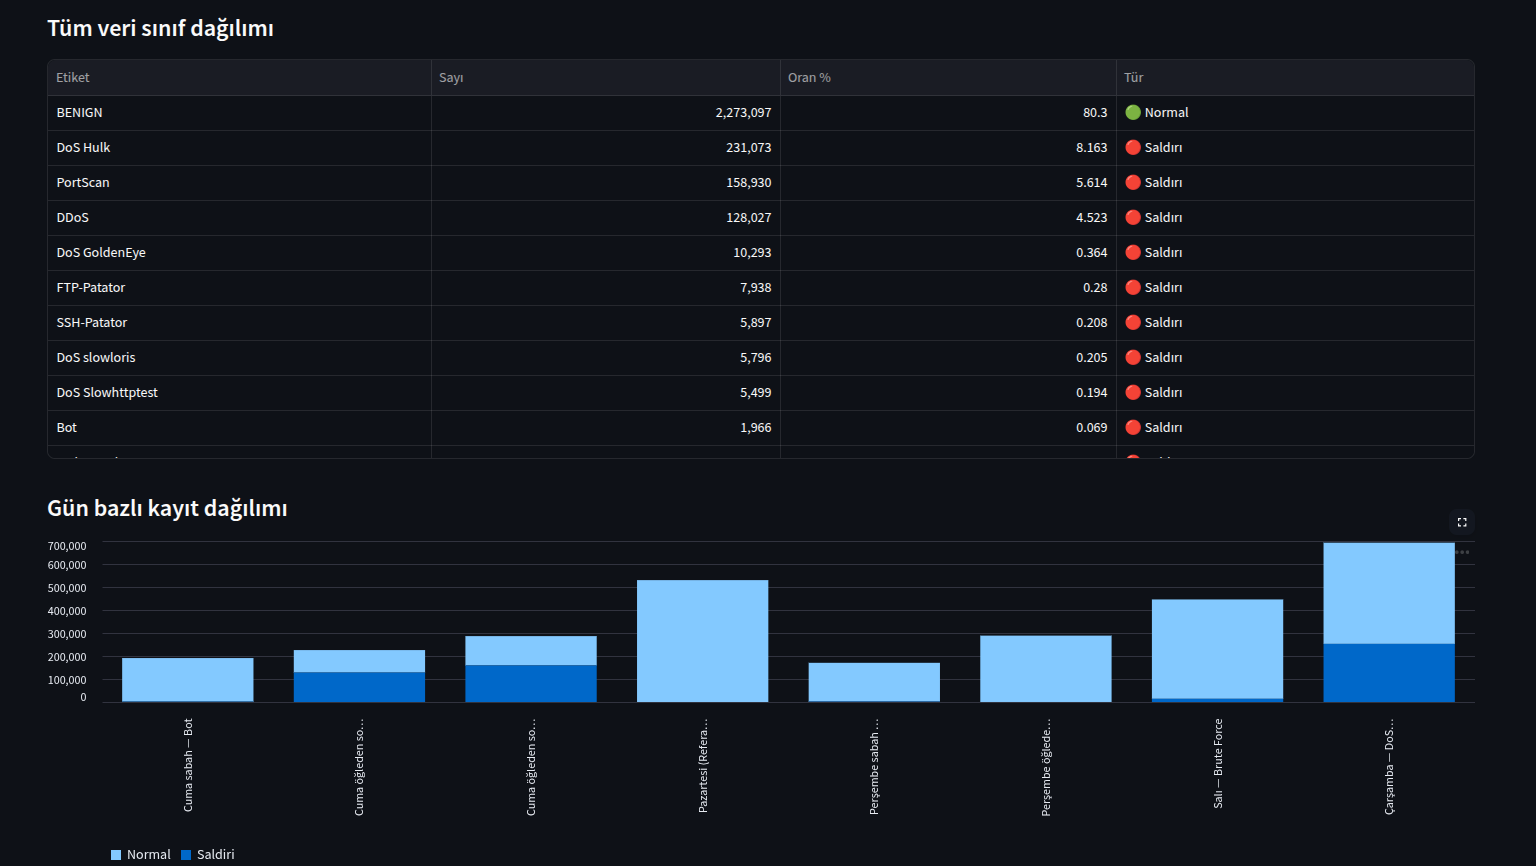 Tüm veri sınıf dağılımı
Etiket Sayı Oran % Tür
BENIGN 2,273,097 80.3 Normal
DoS Hulk 231,073 8.163 Saldırı
PortScan 158,930 5.614 Saldırı
DDoS 128,027 4.523 Saldırı
DoS GoldenEye 10,293 0.364 Saldırı
FTP-Patator 7,938 0.28 Saldırı
SSH-Patator 5,897 0.208 Saldırı
DoS slowloris 5,796 0.205 Saldırı
DoS Slowhttptest 5,499 0.194 Saldırı
Bot 1,966 0.069 Saldırı
Gün bazlı kayıt dağılımı
700,000
600,000
500,000
400,000
300,000
200,000
100,000
0
Cuma sabah — Bot
Cuma öğleden so…
Cuma öğleden so…
Pazartesi (Refera…
Perşembe sabah …
Perşembe öğlede…
Salı — Brute Force
Çarşamba — DoS…
Normal Saldiri